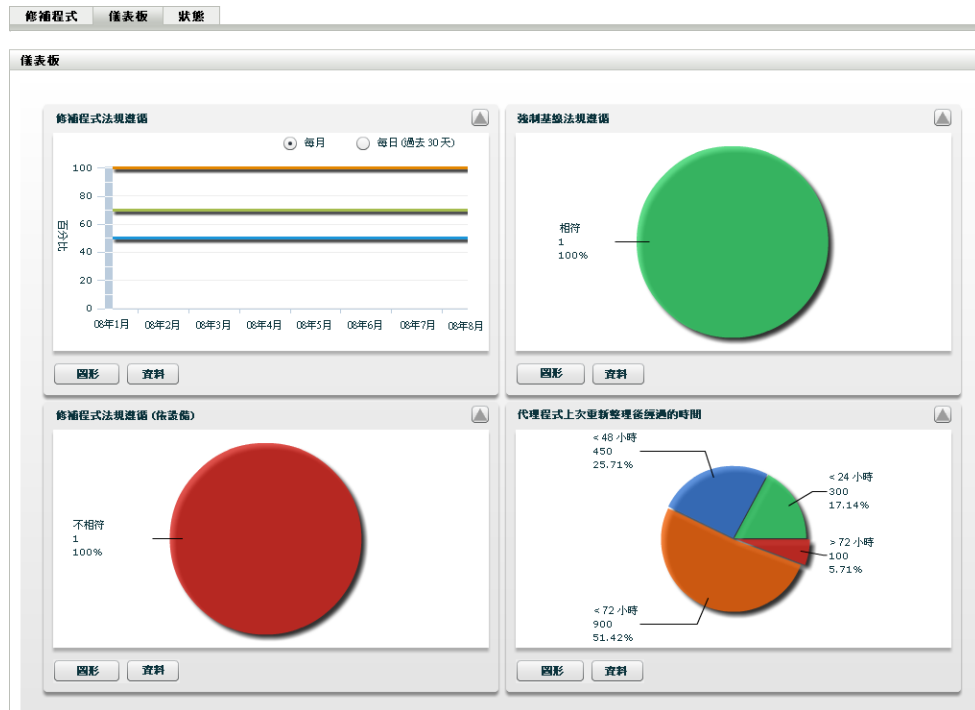 修補程式 儀表板 狀態
儀表板
修補程式法規遵循
每月 每日 (過去 30 天)
百分比
100
80
60
40
20
0
08年1月 08年2月 08年3月 08年4月 08年5月 08年6月 08年7月 08年8月
圖形 資料
強制基線法規遵循
相符
1
100%
圖形 資料
修補程式法規遵循 (依設備)
不相符
1
100%
圖形 資料
代理程式上次重新整理後經過的時間
< 48 小時
450
25.71%
< 24 小時
300
17.14%
> 72 小時
100
5.71%
< 72 小時
900
51.42%
圖形 資料